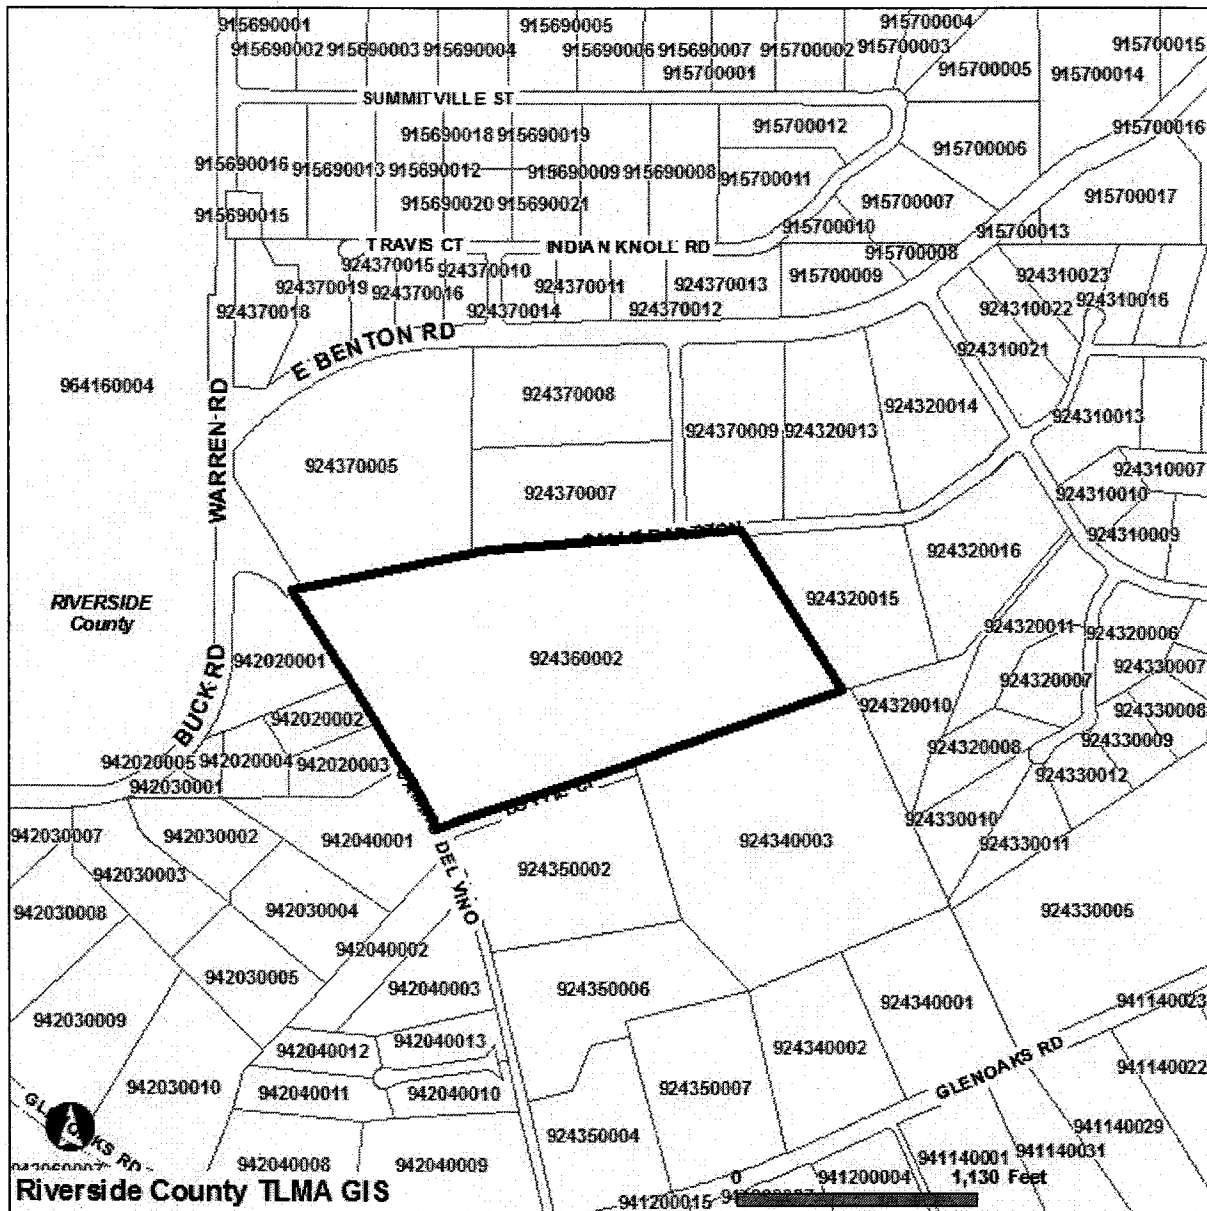 915690001 915690005 915700004
915690002 915690003 915690004 915690006 915690007 915700002 915700003 915700015
915700001 915700005 915700014
SUMMITVILLE ST
915700012 915700016
915690018 915690019
915700006
915690016 915690013 915690012 915690009 915690008 915700011
915700007 915700017
915690015 915690020 915690021
915700010 915700013
TRAVIS CT INDIAN KNOLL RD
915700008
924370015 924370010 915700009 924310023
924370019 924370016 924370011 924370013
924310016
924370018 924370014 924370012 924310022
E BENTON RD
924310021
964160004
WARREN RD
924370008 924320014
924310013
924370009 924320013
924370005 924310007
924370007 924310010
924310009
924320016
RIVERSIDE
County
924320015
924320011 924320006
942020001 924360002 924330007
924320007
BUCK RD
942020002 924320010 924330008
924320008 924330009
942020005 942020004 942020003
924330012
942030001
924330010
942030007 942030002 942040001 924340003
924330011
DEL VINO
942030003 924350002
942030008 942030004 924330005
942040002
942030005
942040003 924350006
924340001 941140023
942030009
942040012 942040013
924340002
GLENOAKS RD
941140022
942030010 942040011 942040010 924350007
941140029
924350004
941140001 941140031
942040008 942040009
0 941200004 1,130 Feet
Riverside County TLMA GIS
941200015